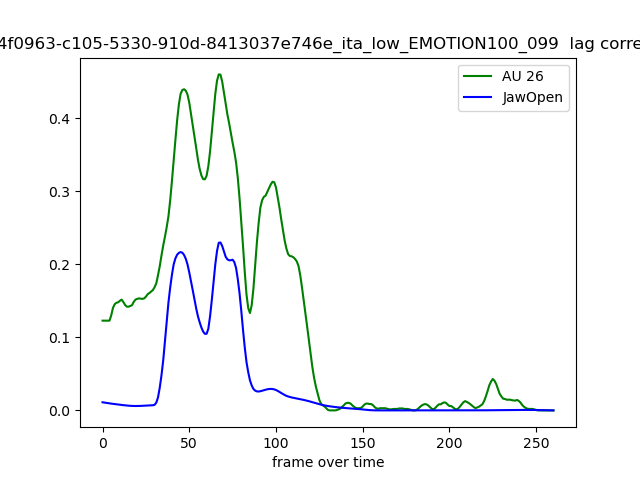 4f0963-c105-5330-910d-8413037e746e_ita_low_EMOTION100_099 lag corre
AU 26
JawOpen
0.4
0.3
0.2
0.1
0.0
0 50 100 150 200 250
frame over time